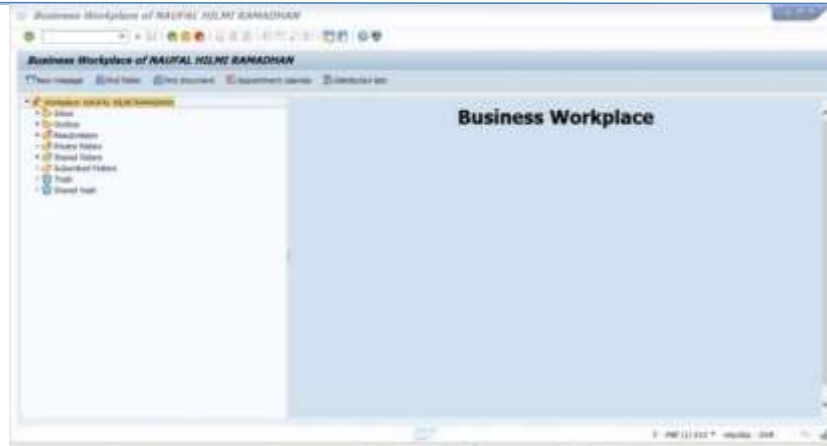 Business Workplace of NAUFAL HILMI RAMADHAN
Business Workplace of NAUFAL HILMI RAMADHAN
New message Find folder Find document Appointment calendar Distribution lists
Workplace: NAUFAL HILMI RAMADHAN
Inbox
Outbox
Resubmission
Private folders
Shared folders
Subscribed folders
Trash
Shared trash
Business Workplace